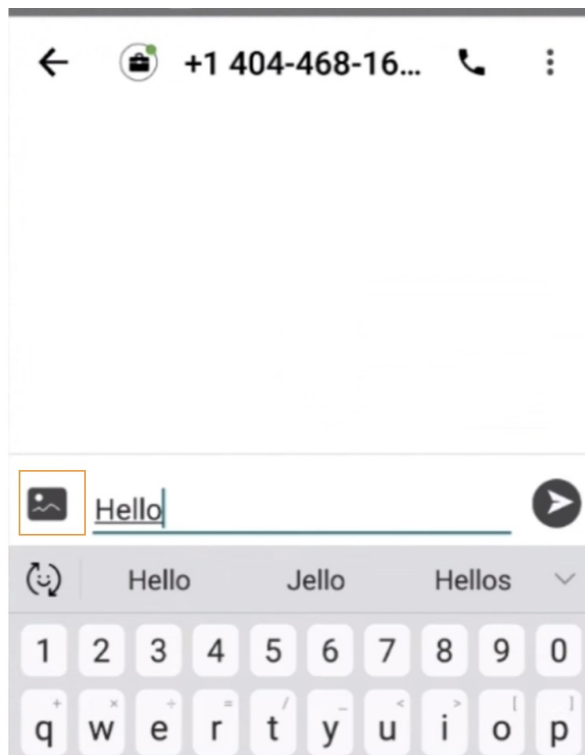 +1 404-468-16...
Hello
Hello Jello Hellos
1 2 3 4 5 6 7 8 9 0
+ × ÷ = / _ < > [ ]
q w e r t y u i o p